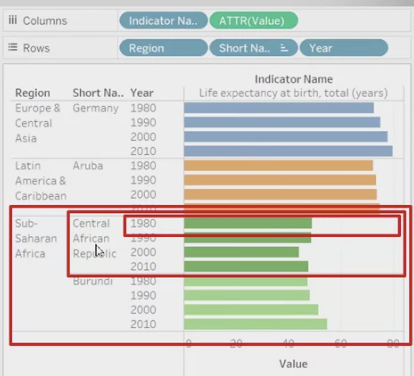 Columns Indicator Na.. ATTR(Value)
Rows Region Short Na.. Year
Indicator Name
Region Short Na.. Year Life expectancy at birth, total (years)
Europe & Germany 1980
Central 1990
Asia 2000
2010
Latin Aruba 1980
America & 1990
Caribbean 2000
Sub- Central 1980
Saharan African 1990
Africa Republic 2000
2010
Burundi 1980
1990
2000
2010
0 20 40 60 80
Value